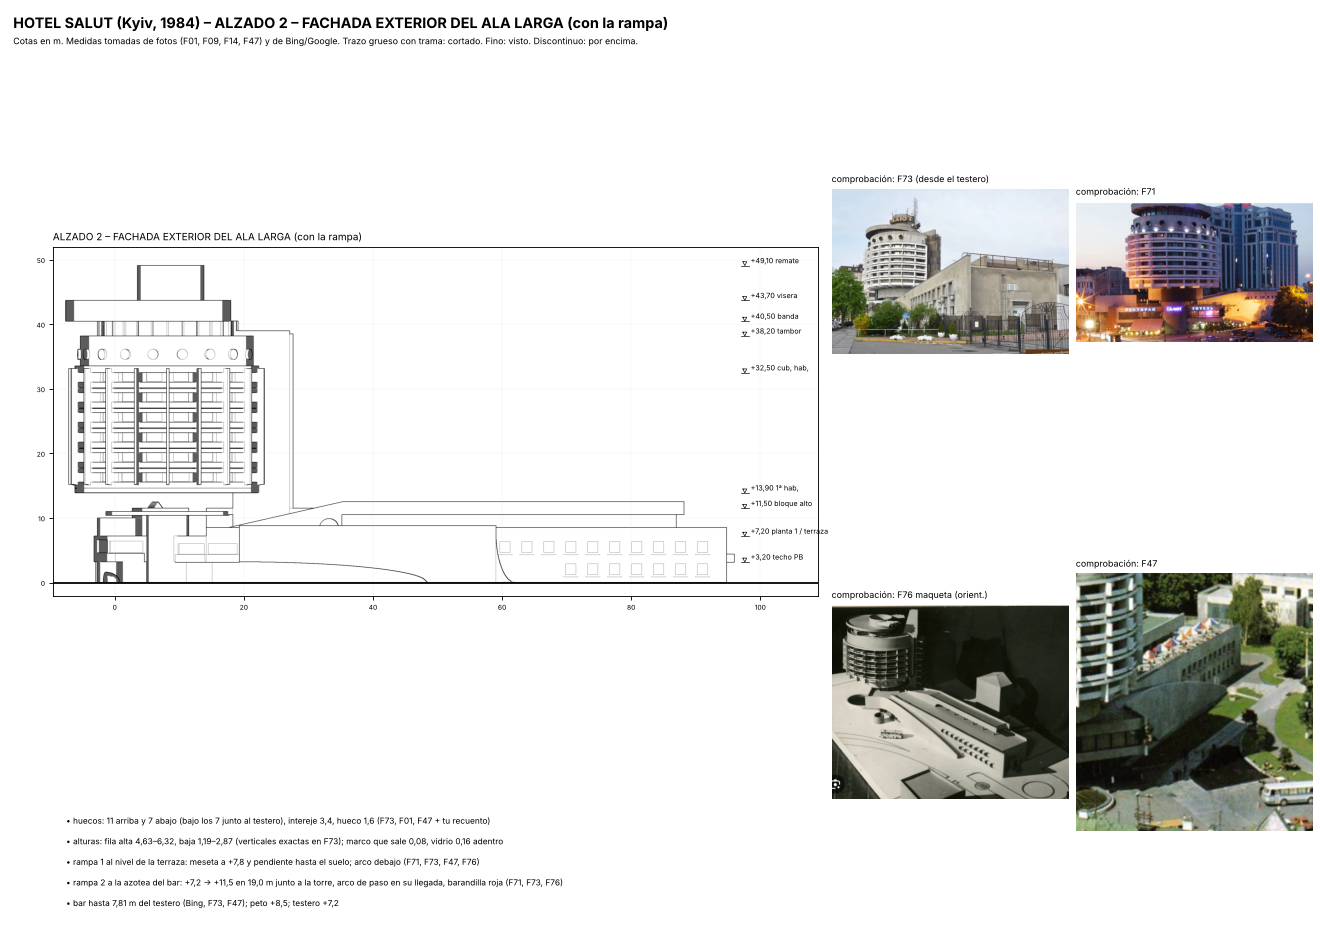 HOTEL SALUT (Kyiv, 1984) – ALZADO 2 – FACHADA EXTERIOR DEL ALA LARGA (con la rampa)
Cotas en m. Medidas tomadas de fotos (F01, F09, F14, F47) y de Bing/Google. Trazo grueso con trama: cortado. Fino: visto. Discontinuo: por encima.
comprobación: F73 (desde el testero)
comprobación: F71
ALZADO 2 – FACHADA EXTERIOR DEL ALA LARGA (con la rampa)
50
40
30
20
10
0
+49,10 remate
+43,70 visera
+40,50 banda
+38,20 tambor
+32,50 cub, hab,
+13,90 1ª hab,
+11,50 bloque alto
+7,20 planta 1 / terraza
+3,20 techo PB
0
20
40
60
80
100
comprobación: F76 maqueta (orient.)
comprobación: F47
• huecos: 11 arriba y 7 abajo (bajo los 7 junto al testero), intereje 3,4, hueco 1,6 (F73, F01, F47 + tu recuento)
• alturas: fila alta 4,63–6,32, baja 1,19–2,87 (verticales exactas en F73); marco que sale 0,08, vidrio 0,16 adentro
• rampa 1 al nivel de la terraza: meseta a +7,8 y pendiente hasta el suelo; arco debajo (F71, F73, F47, F76)
• rampa 2 a la azotea del bar: +7,2 → +11,5 en 19,0 m junto a la torre, arco de paso en su llegada, barandilla roja (F71, F73, F76)
• bar hasta 7,81 m del testero (Bing, F73, F47); peto +8,5; testero +7,2